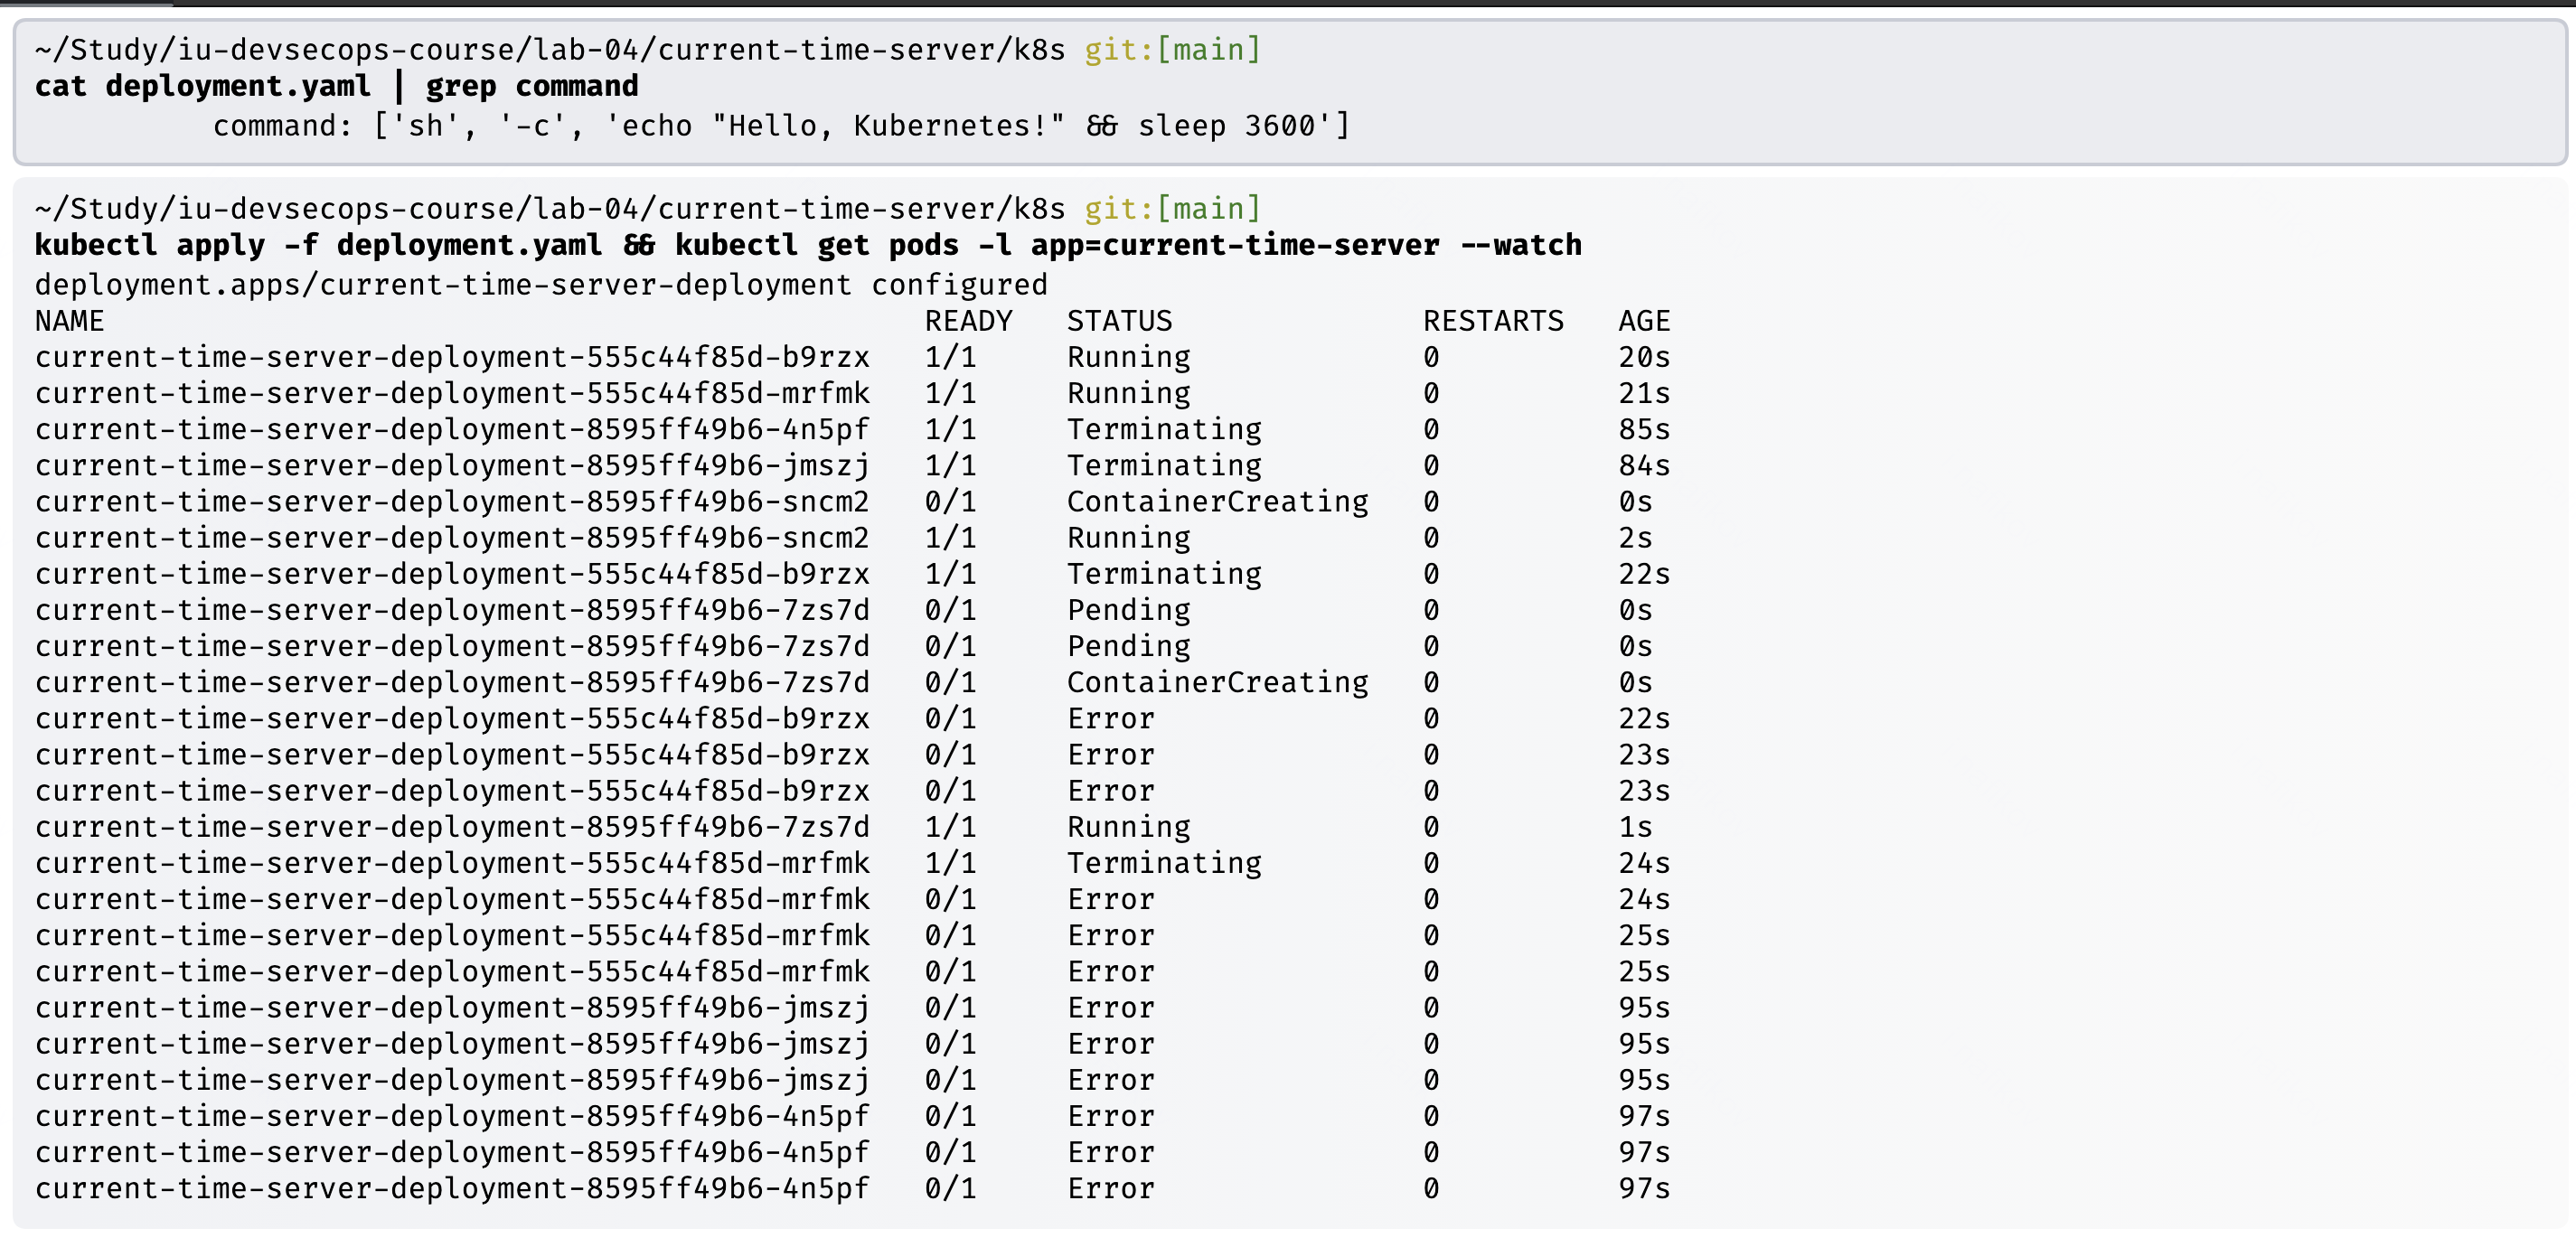 ~/Study/iu-devsecops-course/lab-04/current-time-server/k8s git:[main]
cat deployment.yaml | grep command
          command: ['sh', '-c', 'echo "Hello, Kubernetes!" && sleep 3600']
~/Study/iu-devsecops-course/lab-04/current-time-server/k8s git:[main]
kubectl apply -f deployment.yaml && kubectl get pods -l app=current-time-server --watch
deployment.apps/current-time-server-deployment configured
NAME                                              READY   STATUS              RESTARTS   AGE
current-time-server-deployment-555c44f85d-b9rzx   1/1     Running             0          20s
current-time-server-deployment-555c44f85d-mrfmk   1/1     Running             0          21s
current-time-server-deployment-8595ff49b6-4n5pf   1/1     Terminating         0          85s
current-time-server-deployment-8595ff49b6-jmszj   1/1     Terminating         0          84s
current-time-server-deployment-8595ff49b6-sncm2   0/1     ContainerCreating   0          0s
current-time-server-deployment-8595ff49b6-sncm2   1/1     Running             0          2s
current-time-server-deployment-555c44f85d-b9rzx   1/1     Terminating         0          22s
current-time-server-deployment-8595ff49b6-7zs7d   0/1     Pending             0          0s
current-time-server-deployment-8595ff49b6-7zs7d   0/1     Pending             0          0s
current-time-server-deployment-8595ff49b6-7zs7d   0/1     ContainerCreating   0          0s
current-time-server-deployment-555c44f85d-b9rzx   0/1     Error               0          22s
current-time-server-deployment-555c44f85d-b9rzx   0/1     Error               0          23s
current-time-server-deployment-555c44f85d-b9rzx   0/1     Error               0          23s
current-time-server-deployment-8595ff49b6-7zs7d   1/1     Running             0          1s
current-time-server-deployment-555c44f85d-mrfmk   1/1     Terminating         0          24s
current-time-server-deployment-555c44f85d-mrfmk   0/1     Error               0          24s
current-time-server-deployment-555c44f85d-mrfmk   0/1     Error               0          25s
current-time-server-deployment-555c44f85d-mrfmk   0/1     Error               0          25s
current-time-server-deployment-8595ff49b6-jmszj   0/1     Error               0          95s
current-time-server-deployment-8595ff49b6-jmszj   0/1     Error               0          95s
current-time-server-deployment-8595ff49b6-jmszj   0/1     Error               0          95s
current-time-server-deployment-8595ff49b6-4n5pf   0/1     Error               0          97s
current-time-server-deployment-8595ff49b6-4n5pf   0/1     Error               0          97s
current-time-server-deployment-8595ff49b6-4n5pf   0/1     Error               0          97s